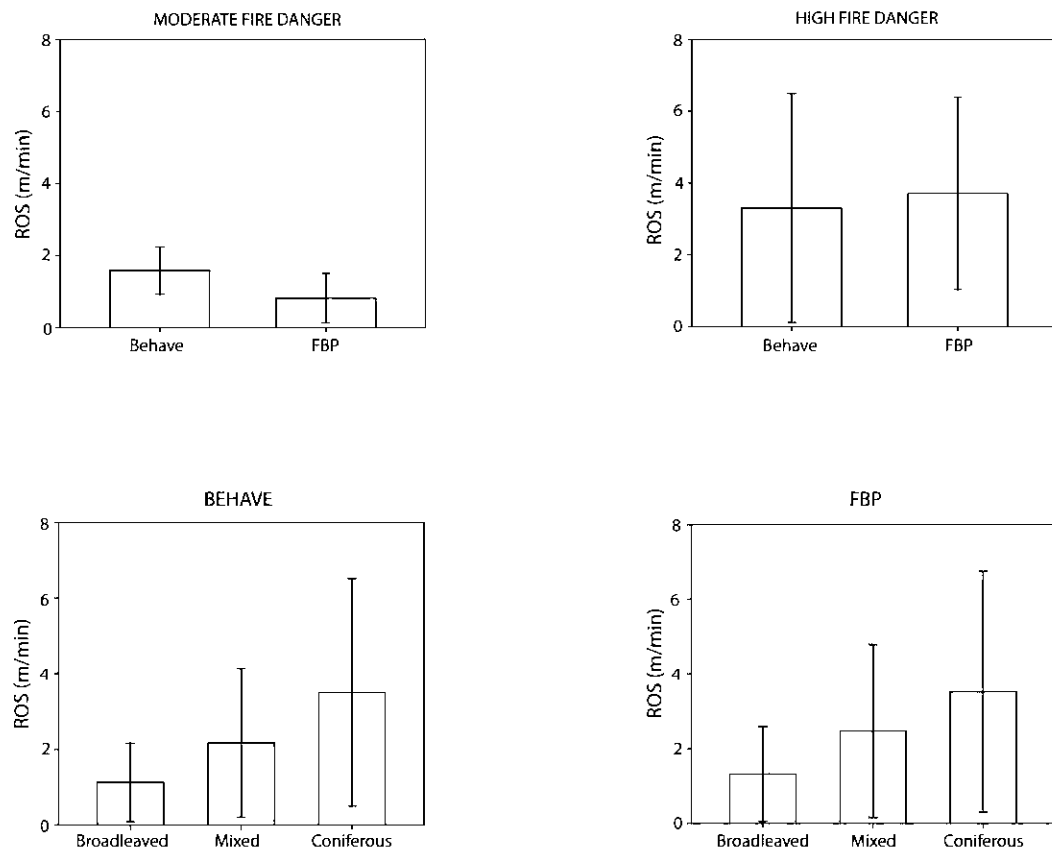 MODERATE FIRE DANGER
8
6
4
2
0
ROS (m/min)
Behave FBP
HIGH FIRE DANGER
8
6
4
2
0
ROS (m/min)
Behave FBP
BEHAVE
8
6
4
2
0
ROS (m/min)
Broadleaved Mixed Coniferous
FBP
8
6
4
2
0
ROS (m/min)
Broadleaved Mixed Coniferous